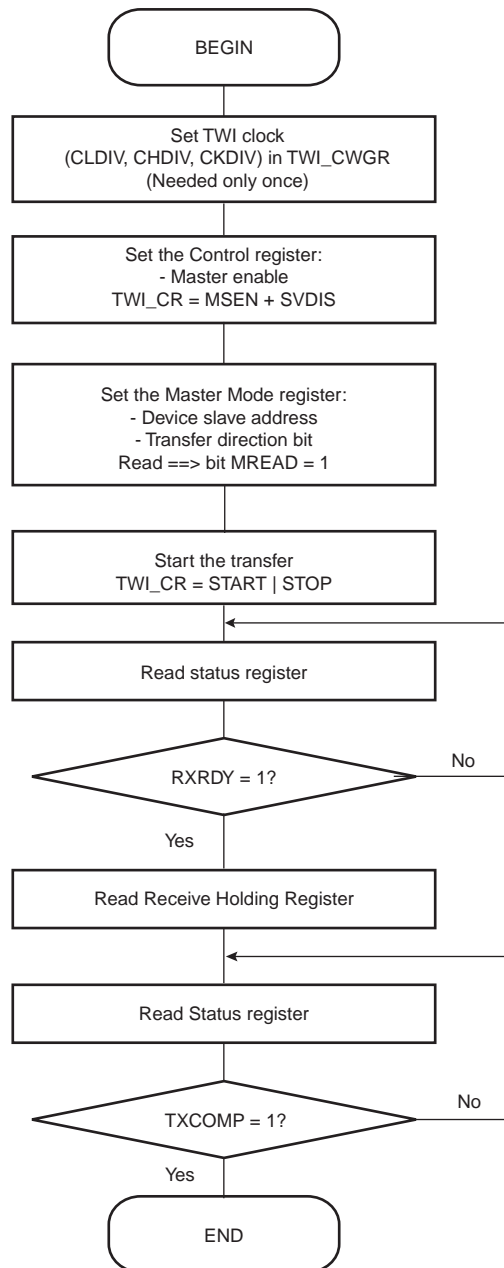 BEGIN
Set TWI clock
(CLDIV, CHDIV, CKDIV) in TWI_CWGR
(Needed only once)
Set the Control register:
- Master enable
TWI_CR = MSEN + SVDIS
Set the Master Mode register:
- Device slave address
- Transfer direction bit
Read ==> bit MREAD = 1
Start the transfer
TWI_CR = START | STOP
Read status register
RXRDY = 1?
No
Yes
Read Receive Holding Register
Read Status register
TXCOMP = 1?
No
Yes
END